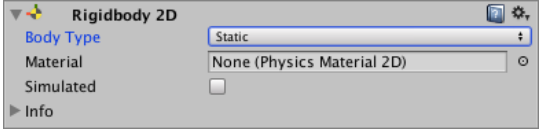 Rigidbody 2D
Body Type Static
Material None (Physics Material 2D)
Simulated
Info